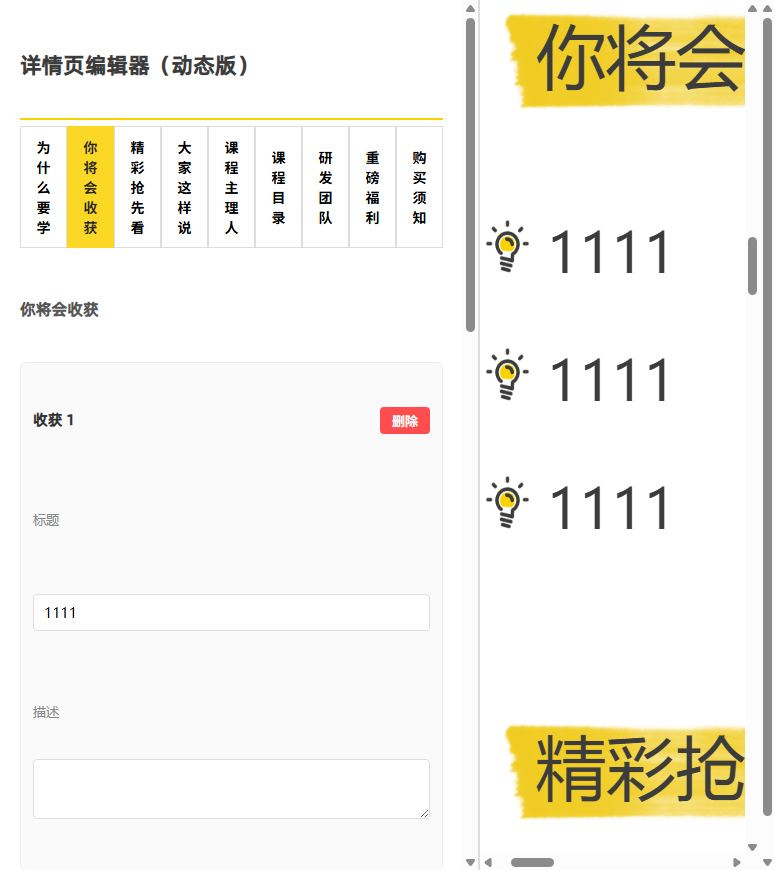 详情页编辑器（动态版）
为什么要学
你将会收获
精彩抢先看
大家这样说
课程主理人
课程目录
研发团队
重磅福利
购买须知
你将会收获
收获 1
删除
标题
1111
描述
你将会
1111
1111
1111
精彩抢